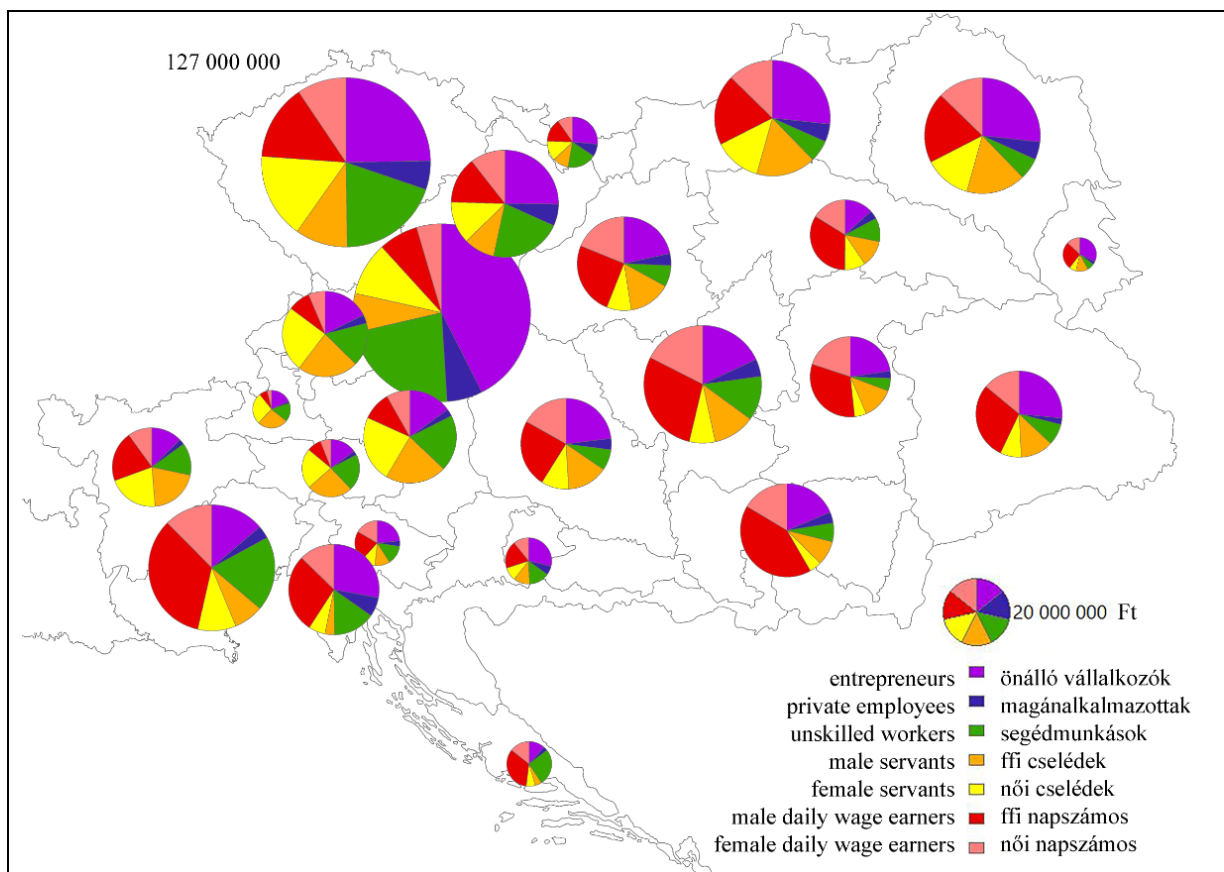 127 000 000
20 000 000 Ft
entrepreneurs önálló vállalkozók
private employees magánalkalmazottak
unskilled workers segédmunkások
male servants ffi cselédek
female servants női cselédek
male daily wage earners ffi napszámos
female daily wage earners női napszámos